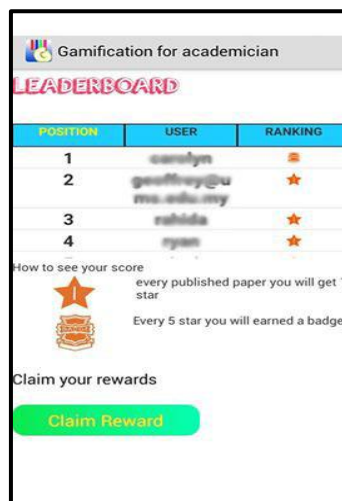 Gamification for academician
LEADERBOARD
POSITION USER RANKING
1
2
3
4
How to see your score
every published paper you will get
star
Every 5 star you will earned a badge
Claim your rewards
Claim Reward